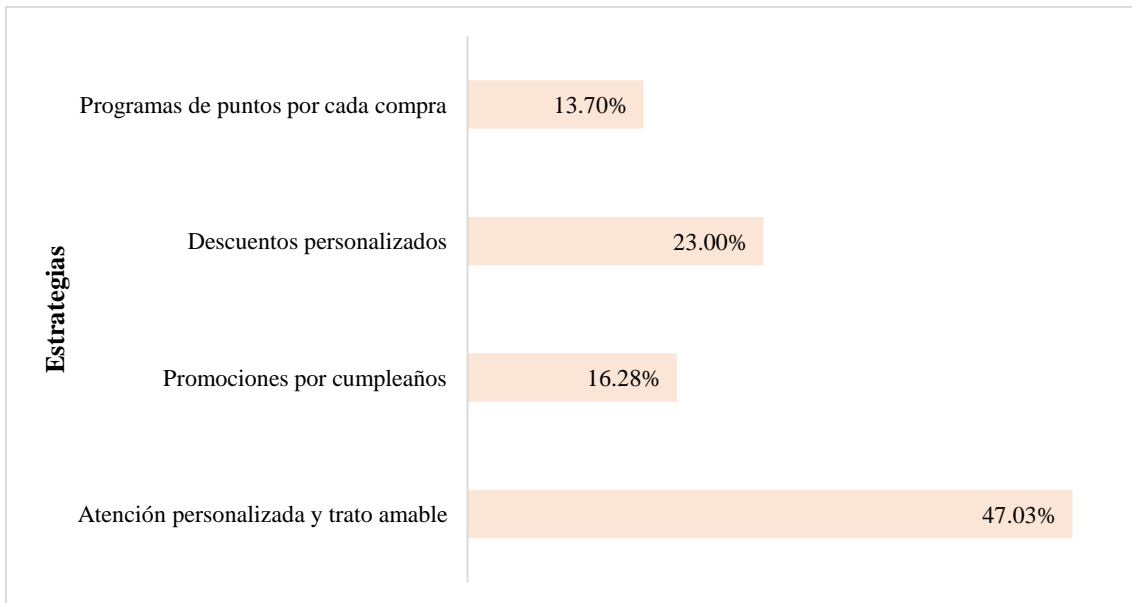 Estrategias
Programas de puntos por cada compra
13.70%
Descuentos personalizados
23.00%
Promociones por cumpleaños
16.28%
Atención personalizada y trato amable
47.03%